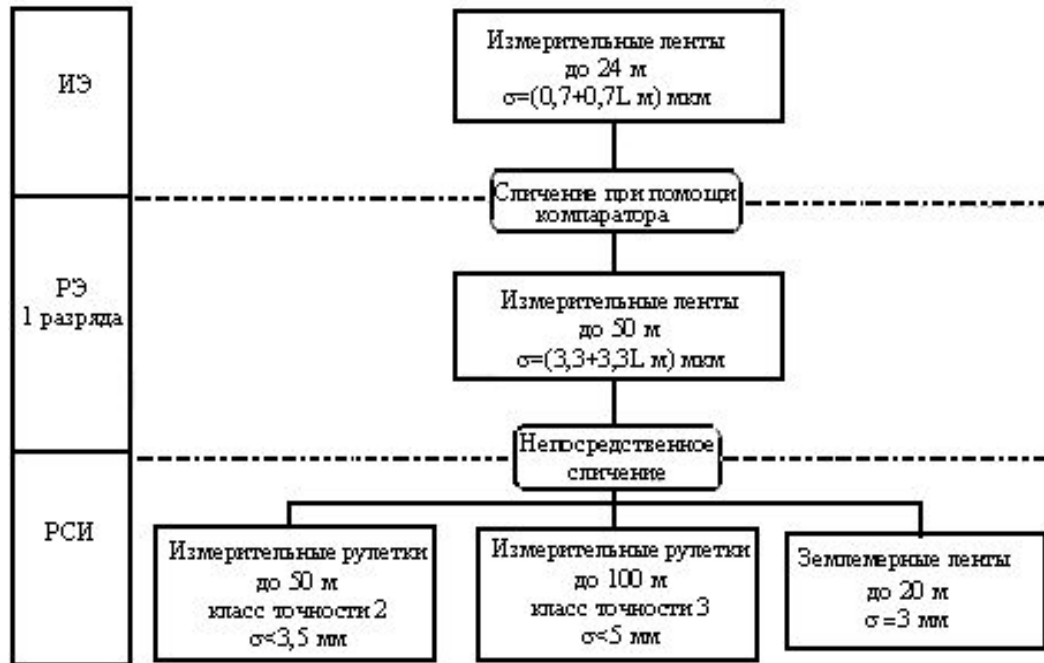 ИЭ
Измерительные ленты
до 24 м
σ=(0,7+0,7L м) мкм
Сличение при помощи
компаратора
РЭ
1 разряда
Измерительные ленты
до 50 м
σ=(3,3+3,3L м) мкм
Непосредственное
сличение
РСИ
Измерительные рулетки
до 50 м
класс точности 2
σ<3,5 мм
Измерительные рулетки
до 100 м
класс точности 3
σ<5 мм
Землемерные ленты
до 20 м
σ=3 мм